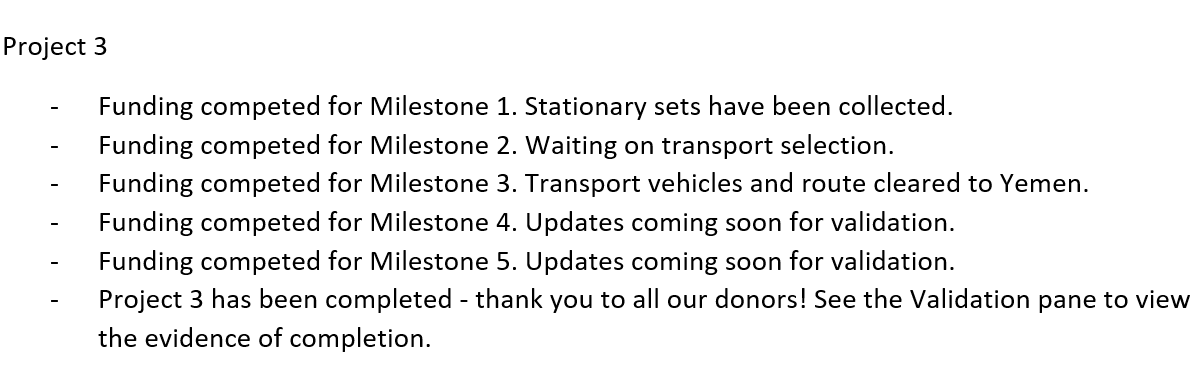 Project 3
- Funding competed for Milestone 1. Stationary sets have been collected.
- Funding competed for Milestone 2. Waiting on transport selection.
- Funding competed for Milestone 3. Transport vehicles and route cleared to Yemen.
- Funding competed for Milestone 4. Updates coming soon for validation.
- Funding competed for Milestone 5. Updates coming soon for validation.
- Project 3 has been completed - thank you to all our donors! See the Validation pane to view
the evidence of completion.